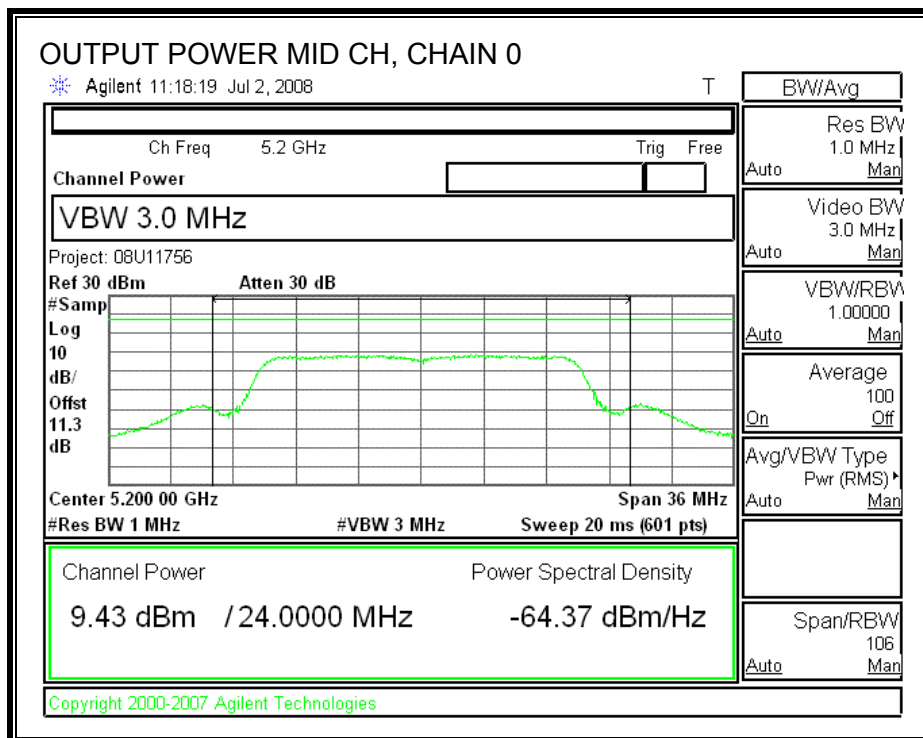 OUTPUT POWER MID CH, CHAIN 0
Agilent 11:18:19 Jul 2, 2008 T
Ch Freq 5.2 GHz Trig Free
Channel Power
VBW 3.0 MHz
Project: 08U11756
Ref 30 dBm Atten 30 dB
#Samp
Log
10
dB/
Offst
11.3
dB
Center 5.200 00 GHz Span 36 MHz
#Res BW 1 MHz #VBW 3 MHz Sweep 20 ms (601 pts)
Channel Power Power Spectral Density
9.43 dBm / 24.0000 MHz -64.37 dBm/Hz
Copyright 2000-2007 Agilent Technologies
BW/Avg
Res BW
1.0 MHz
Auto Man
Video BW
3.0 MHz
Auto Man
VBW/RBW
1.00000
Auto Man
Average
100
On Off
Avg/VBW Type
Pwr (RMS)
Auto Man
Span/RBW
106
Auto Man